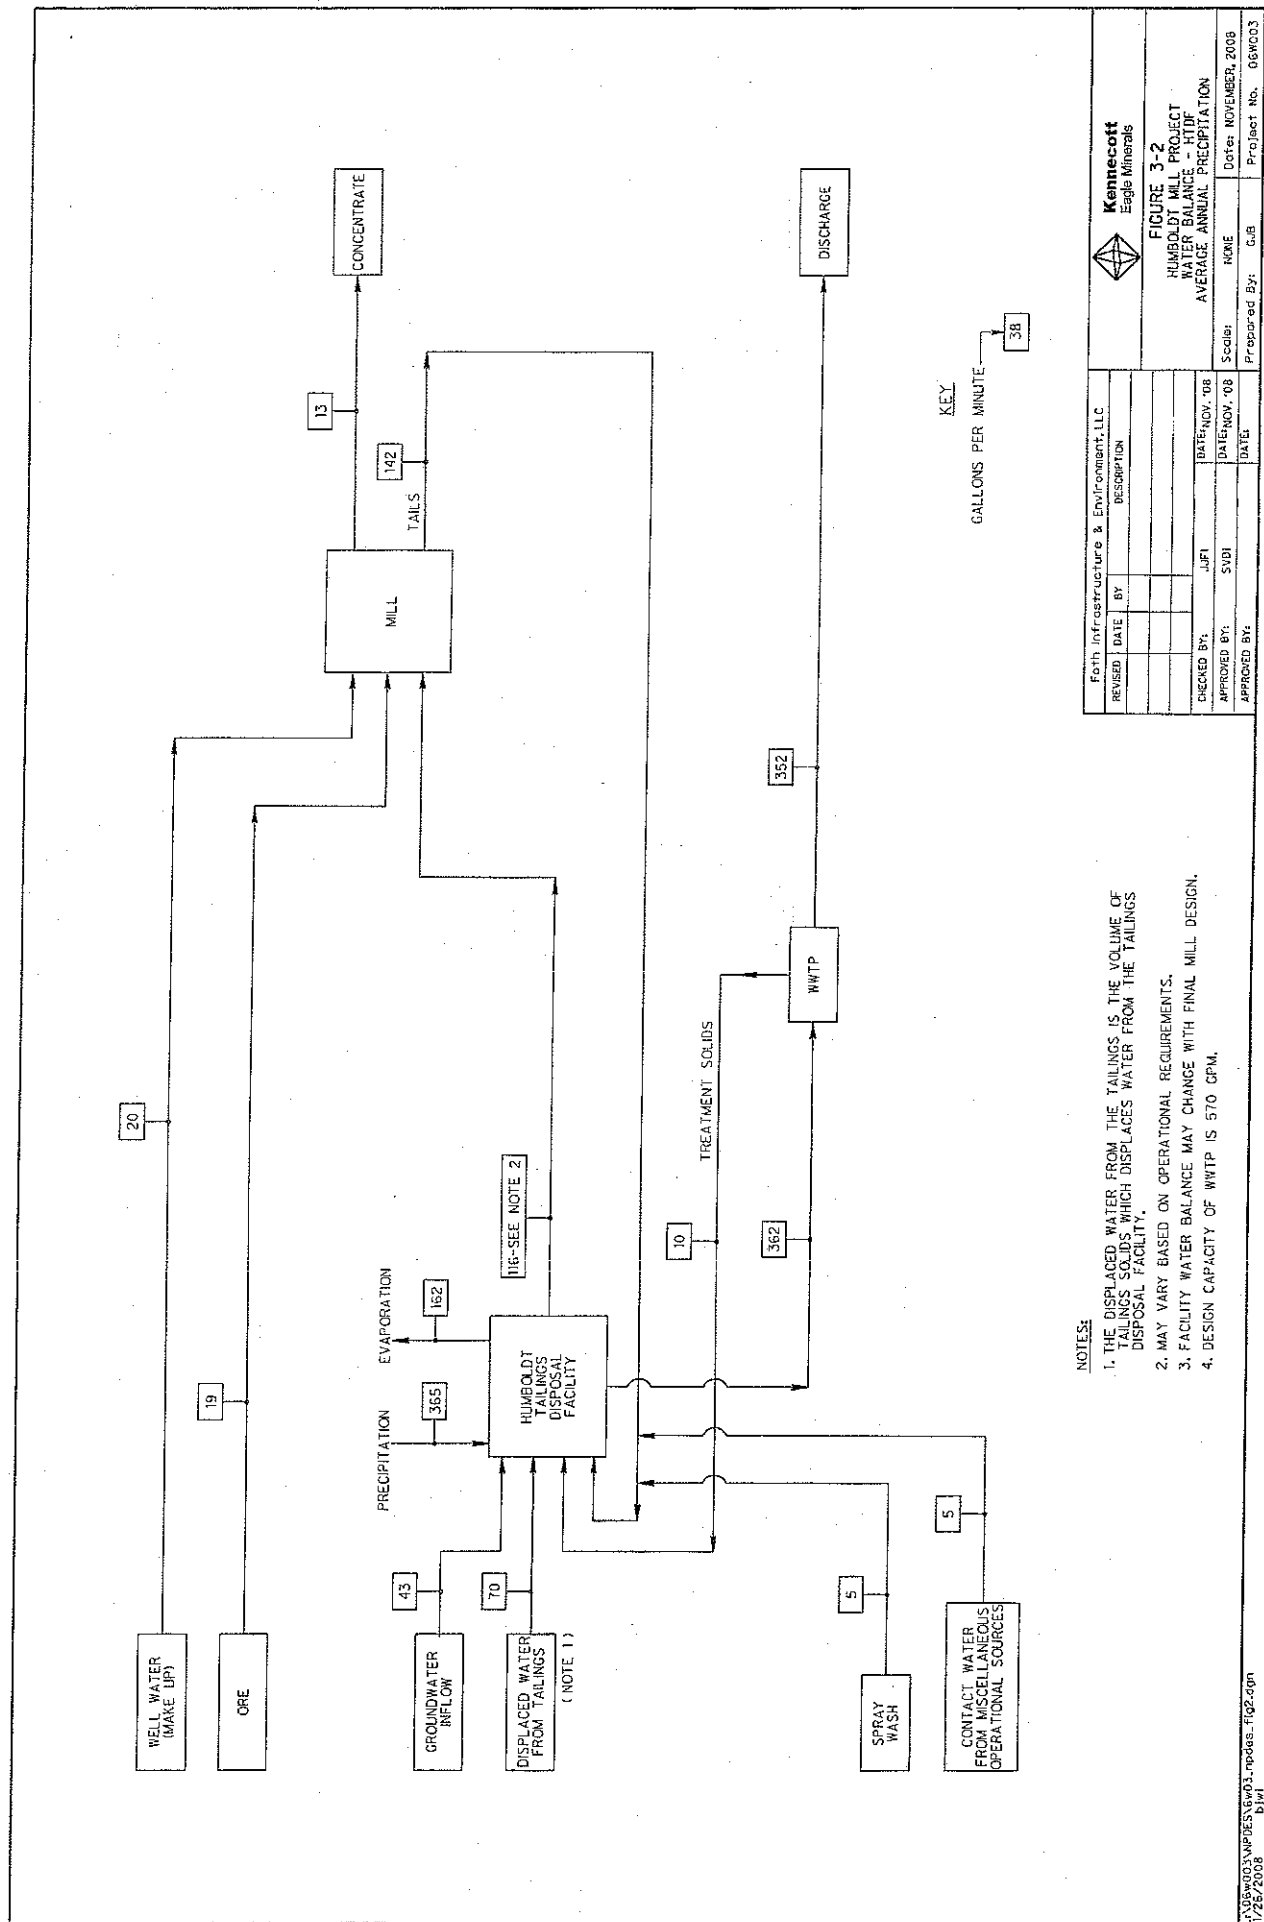 WELL WATER
(MAKE UP)
20
ORE
19
MILL
13
CONCENTRATE
142
TAILS
PRECIPITATION
365
EVAPORATION
162
GROUNDWATER
INFLOW
43
DISPLACED WATER
FROM TAILINGS
(NOTE 1)
70
HUMBOLDT
TAILINGS
DISPOSAL
FACILITY
116-SEE NOTE 2
TREATMENT SOLIDS
10
362
WWTP
352
DISCHARGE
SPRAY
WASH
5
CONTACT WATER
FROM MISCELLANEOUS
OPERATIONAL SOURCES
5
KEY
GALLONS PER MINUTE
38
NOTES:
1. THE DISPLACED WATER FROM THE TAILINGS IS THE VOLUME OF
TAILINGS SOLIDS WHICH DISPLACES WATER FROM THE TAILINGS
DISPOSAL FACILITY.
2. MAY VARY BASED ON OPERATIONAL REQUIREMENTS.
3. FACILITY WATER BALANCE MAY CHANGE WITH FINAL MILL DESIGN.
4. DESIGN CAPACITY OF WWTP IS 570 GPM.
Foth Infrastructure & Environment, LLC
REVISED DATE BY DESCRIPTION
CHECKED BY: JJF1 DATE: NOV. '08
APPROVED BY: SVD1 DATE: NOV. '08
APPROVED BY: DATE:
Kennecott
Eagle Minerals
FIGURE 3-2
HUMBOLDT MILL PROJECT
WATER BALANCE - HTDF
AVERAGE ANNUAL PRECIPITATION
Scale: NONE Date: NOVEMBER, 2008
Prepared By: GJB Project No. 06W003
06w003\NPDES\6w03_npdes_fig2.dgn
1/26/2008 bjw1